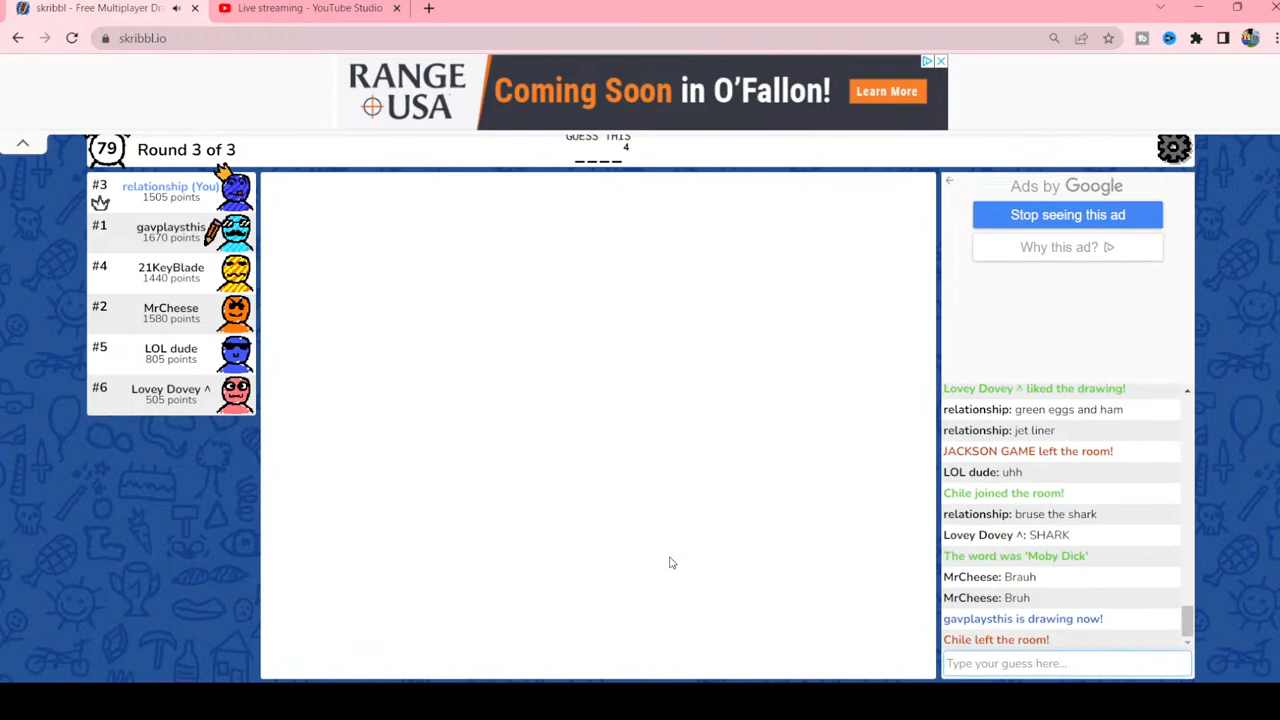 skribbl - Free Multiplayer Dr
Live streaming - YouTube Studio
skribbl.io
RANGE
USA
Coming Soon in O'Fallon!
Learn More
79
Round 3 of 3
GUESS THIS
____ 4
#3
relationship (You)
1505 points
#1
gavplaysthis
1670 points
#4
21KeyBlade
1440 points
#2
MrCheese
1580 points
#5
LOL dude
805 points
#6
Lovey Dovey ^
505 points
Ads by Google
Stop seeing this ad
Why this ad?
Lovey Dovey ^ liked the drawing!
relationship: green eggs and ham
relationship: jet liner
JACKSON GAME left the room!
LOL dude: uhh
Chile joined the room!
relationship: bruse the shark
Lovey Dovey ^: SHARK
The word was 'Moby Dick'
MrCheese: Brauh
MrCheese: Bruh
gavplaysthis is drawing now!
Chile left the room!
Type your guess here...